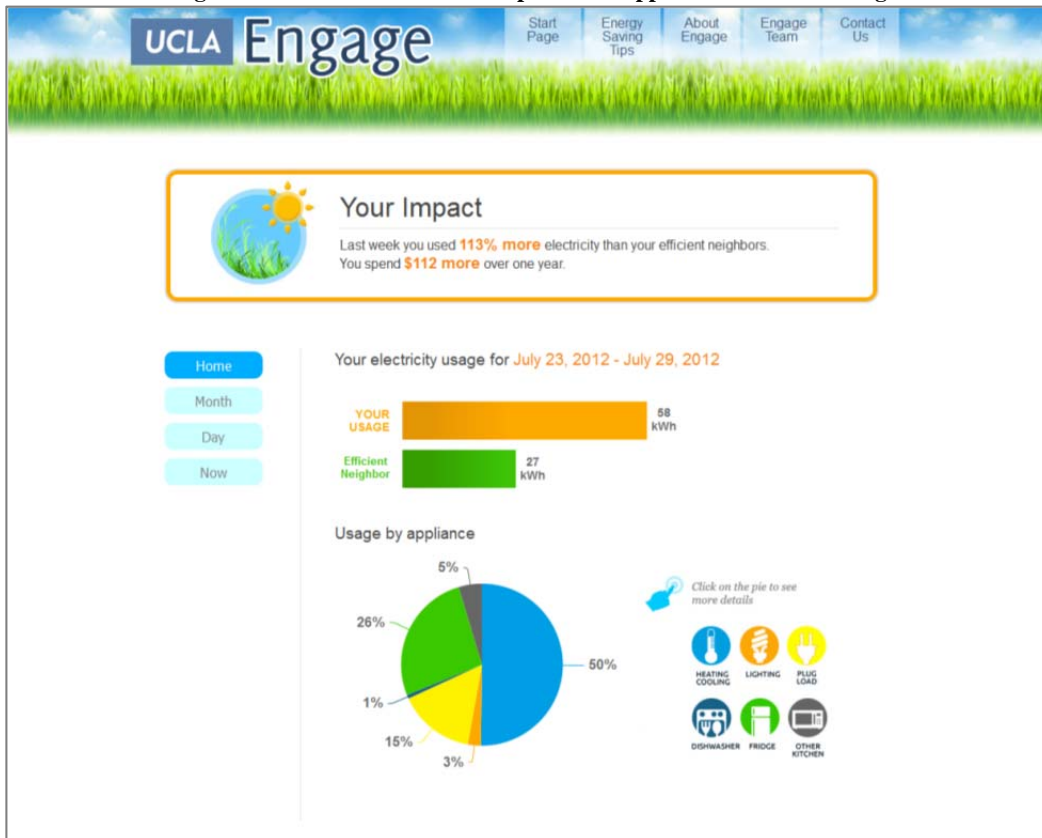 UCLA Engage
Start Page
Energy Saving Tips
About Engage
Engage Team
Contact Us
Your Impact
Last week you used 113% more electricity than your efficient neighbors.
You spend $112 more over one year.
Home
Month
Day
Now
Your electricity usage for July 23, 2012 - July 29, 2012
YOUR USAGE
58 kWh
Efficient Neighbor
27 kWh
Usage by appliance
5%
26%
50%
1%
15%
3%
Click on the pie to see
more details
HEATING COOLING
LIGHTING
PLUG LOAD
DISHWASHER
FRIDGE
OTHER KITCHEN